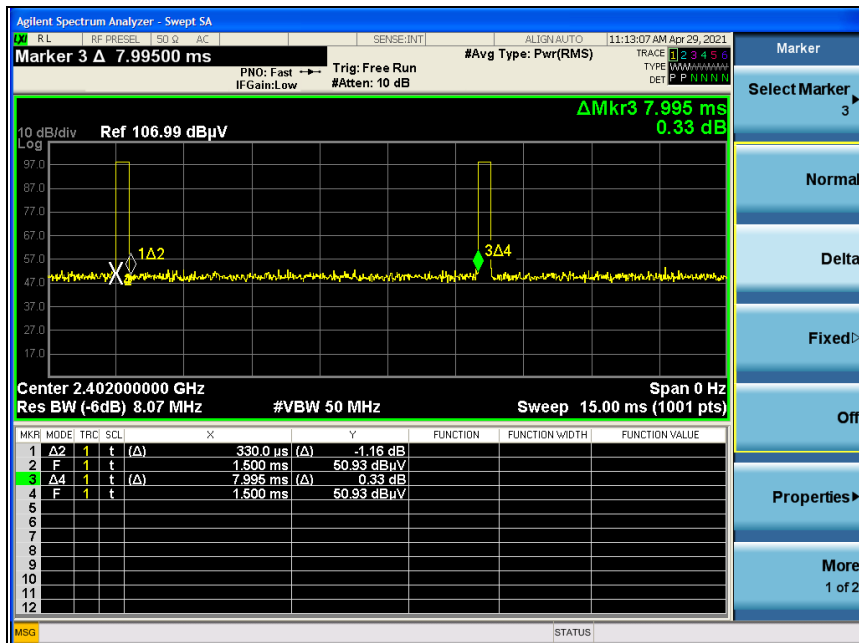 Agilent Spectrum Analyzer - Swept SA
LXI RL RF PRESEL 50 Ω AC SENSE:INT ALIGN AUTO 11:13:07 AM Apr 29, 2021
Marker 3 Δ 7.99500 ms
#Avg Type: Pwr(RMS)
TRACE 1 2 3 4 5 6
TYPE WWWWWW
DET P P N N N N
PNO: Fast Trig: Free Run
IFGain:Low #Atten: 10 dB
ΔMkr3 7.995 ms
0.33 dB
10 dB/div Ref 106.99 dBµV
Log
97.0
87.0
77.0
67.0
57.0
47.0
37.0
27.0
17.0
1Δ2
3Δ4
Center 2.402000000 GHz Span 0 Hz
Res BW (-6dB) 8.07 MHz #VBW 50 MHz Sweep 15.00 ms (1001 pts)
MKR MODE TRC SCL X Y FUNCTION FUNCTION WIDTH FUNCTION VALUE
1 Δ2 1 t (Δ) 330.0 µs (Δ) -1.16 dB
2 F 1 t 1.500 ms 50.93 dBµV
3 Δ4 1 t (Δ) 7.995 ms (Δ) 0.33 dB
4 F 1 t 1.500 ms 50.93 dBµV
5
6
7
8
9
10
11
12
MSG STATUS
Marker
Select Marker
3
Normal
Delta
Fixed
Off
Properties
More
1 of 2